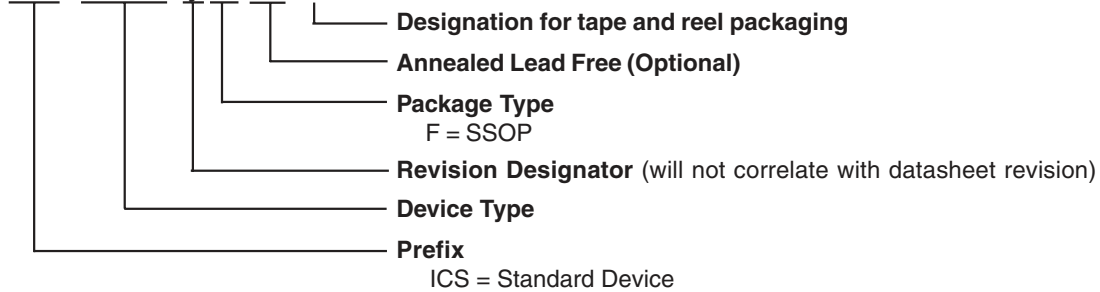 Designation for tape and reel packaging
Annealed Lead Free (Optional)
Package Type
F = SSOP
Revision Designator (will not correlate with datasheet revision)
Device Type
Prefix
ICS = Standard Device